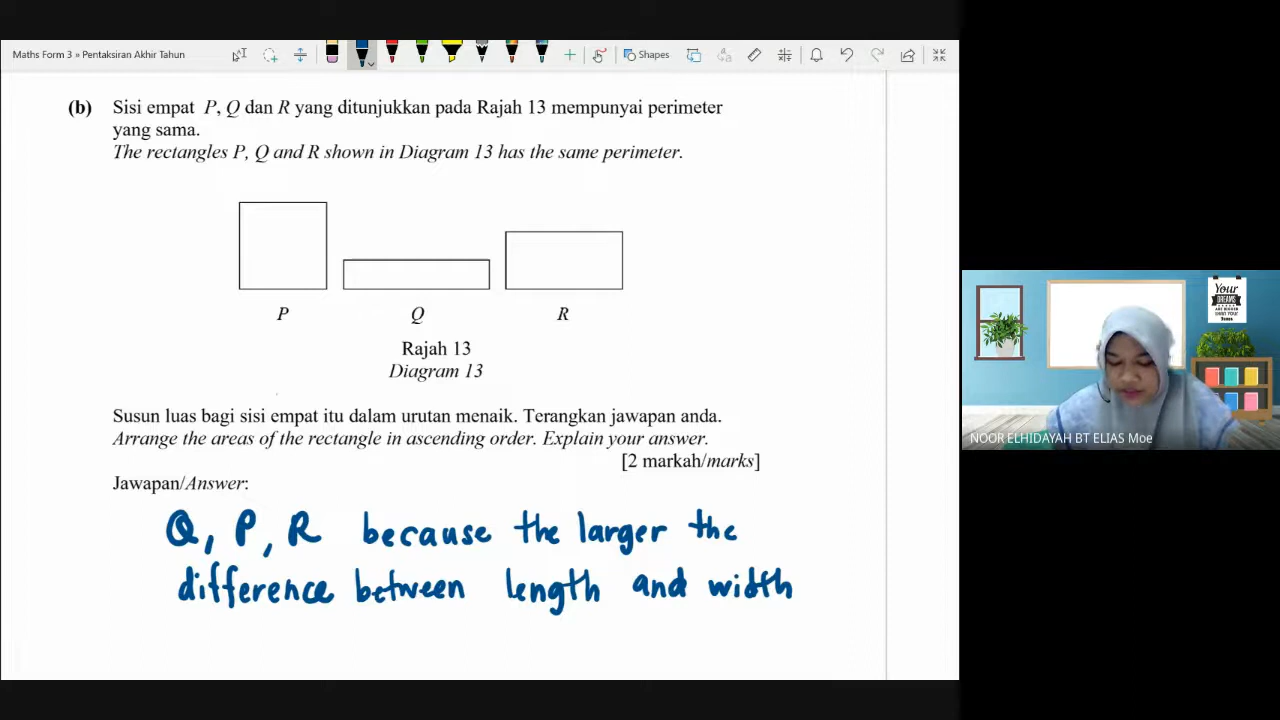 Maths Form 3 » Pentaksiran Akhir Tahun
Shapes
(b) Sisi empat P, Q dan R yang ditunjukkan pada Rajah 13 mempunyai perimeter
yang sama.
The rectangles P, Q and R shown in Diagram 13 has the same perimeter.
P Q R
Rajah 13
Diagram 13
Susun luas bagi sisi empat itu dalam urutan menaik. Terangkan jawapan anda.
Arrange the areas of the rectangle in ascending order. Explain your answer.
[2 markah/marks]
Jawapan/Answer:
Q, P, R because the larger the
difference between length and width
Your
DREAMS
NOOR ELHIDAYAH BT ELIAS Moe